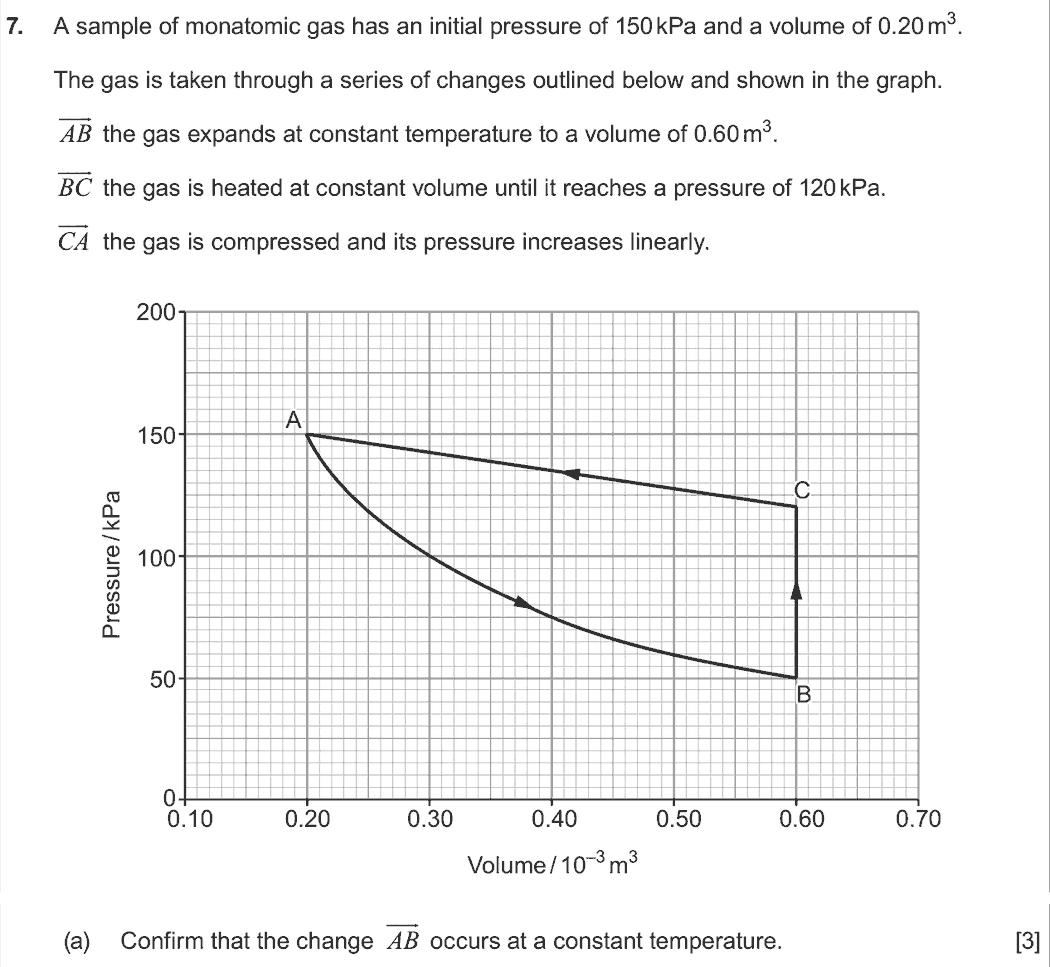 7. A sample of monatomic gas has an initial pressure of 150 kPa and a volume of 0.20 m³.
The gas is taken through a series of changes outlined below and shown in the graph.
AB the gas expands at constant temperature to a volume of 0.60 m³.
BC the gas is heated at constant volume until it reaches a pressure of 120 kPa.
CA the gas is compressed and its pressure increases linearly.
200
A
150
C
100
Pressure / kPa
50
B
0
0.10 0.20 0.30 0.40 0.50 0.60 0.70
Volume / 10⁻³ m³
(a) Confirm that the change AB occurs at a constant temperature. [3]